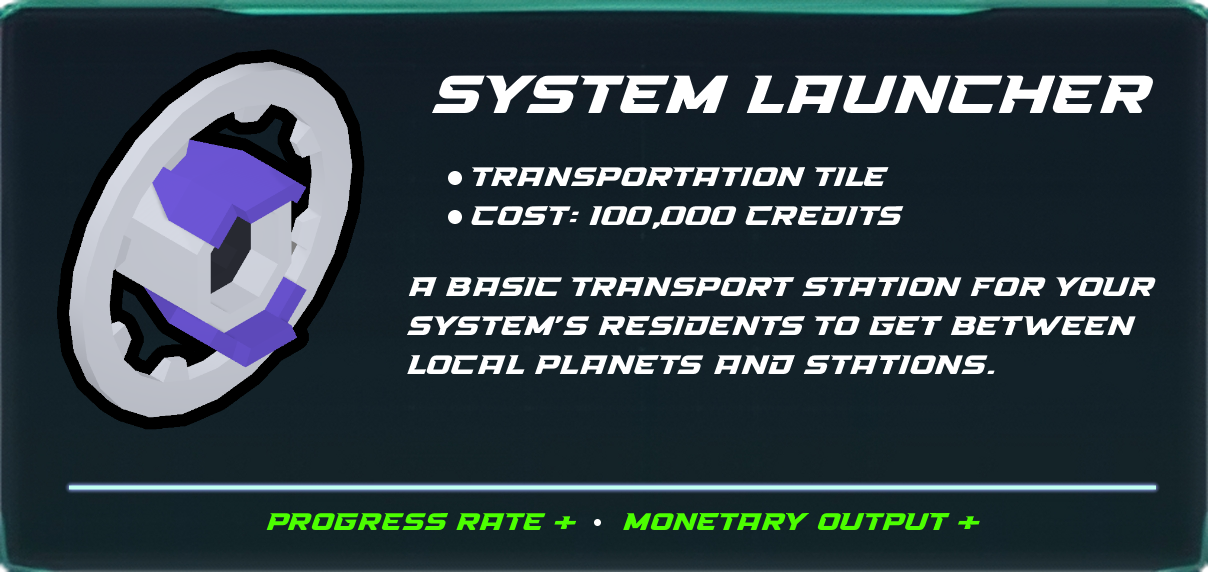 SYSTEM LAUNCHER
• TRANSPORTATION TILE
• COST: 100,000 CREDITS
A BASIC TRANSPORT STATION FOR YOUR
SYSTEM'S RESIDENTS TO GET BETWEEN
LOCAL PLANETS AND STATIONS.
PROGRESS RATE + • MONETARY OUTPUT +